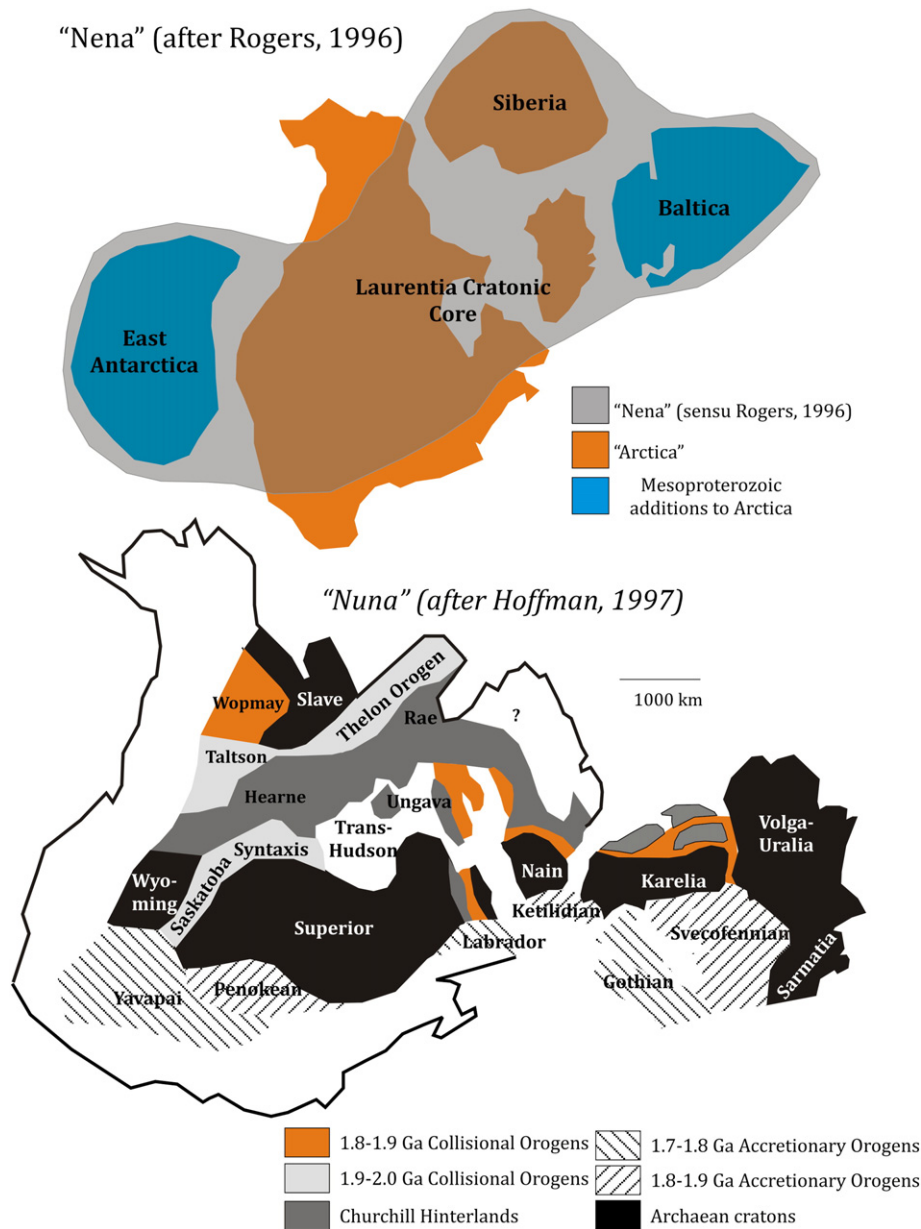 “Nena” (after Rogers, 1996)
Siberia
Baltica
Laurentia Cratonic
Core
East
Antarctica
“Nena” (sensu Rogers, 1996)
“Arctica”
Mesoproterozoic
additions to Arctica
“Nuna” (after Hoffman, 1997)
1000 km
Wopmay
Slave
Thelon Orogen
Rae
?
Taltson
Hearne
Ungava
Trans-
Hudson
Volga-
Uralia
Syntaxis
Saskatoba
Wyo-
ming
Nain
Karelia
Ketilidian
Superior
Labrador
Svecofennian
Sarmatia
Gothian
Yavapai
Penokean
1.8-1.9 Ga Collisional Orogens
1.9-2.0 Ga Collisional Orogens
Churchill Hinterlands
1.7-1.8 Ga Accretionary Orogens
1.8-1.9 Ga Accretionary Orogens
Archaean cratons